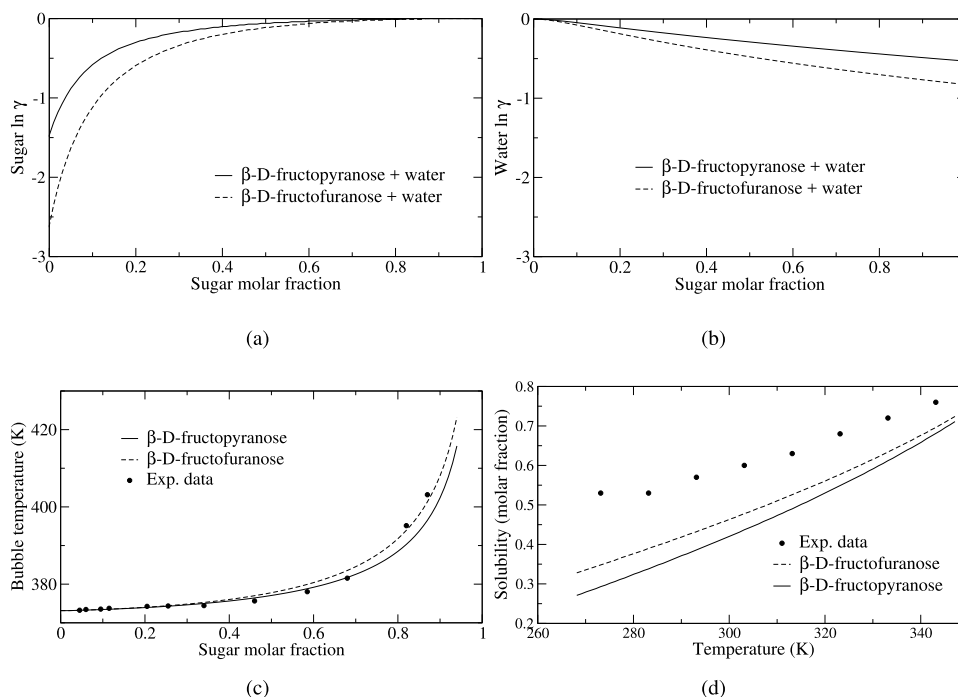 0
-1
-2
-3
Sugar ln γ
0 0.2 0.4 0.6 0.8 1
Sugar molar fraction
β-D-fructopyranose + water
β-D-fructofuranose + water
(a)
0
-1
-2
-3
Water ln γ
0 0.2 0.4 0.6 0.8
Sugar molar fraction
β-D-fructopyranose + water
β-D-fructofuranose + water
(b)
420
400
380
Bubble temperature (K)
0 0.2 0.4 0.6 0.8 1
Sugar molar fraction
β-D-fructopyranose
β-D-fructofuranose
Exp. data
(c)
0.8
0.7
0.6
0.5
0.4
0.3
0.2
Solubility (molar fraction)
260 280 300 320 340
Temperature (K)
Exp. data
β-D-fructofuranose
β-D-fructopyranose
(d)